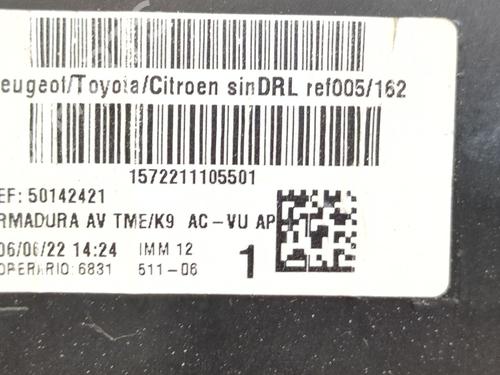 eugeot/Toyota/Citroen sinDRL ref005/162
1572211105501
EF: 50142421
RMADURA AV TME/K9 AC-VU AP
06/06/22 14:24 IMM 12
OPERARIO: 6831 511-06 1